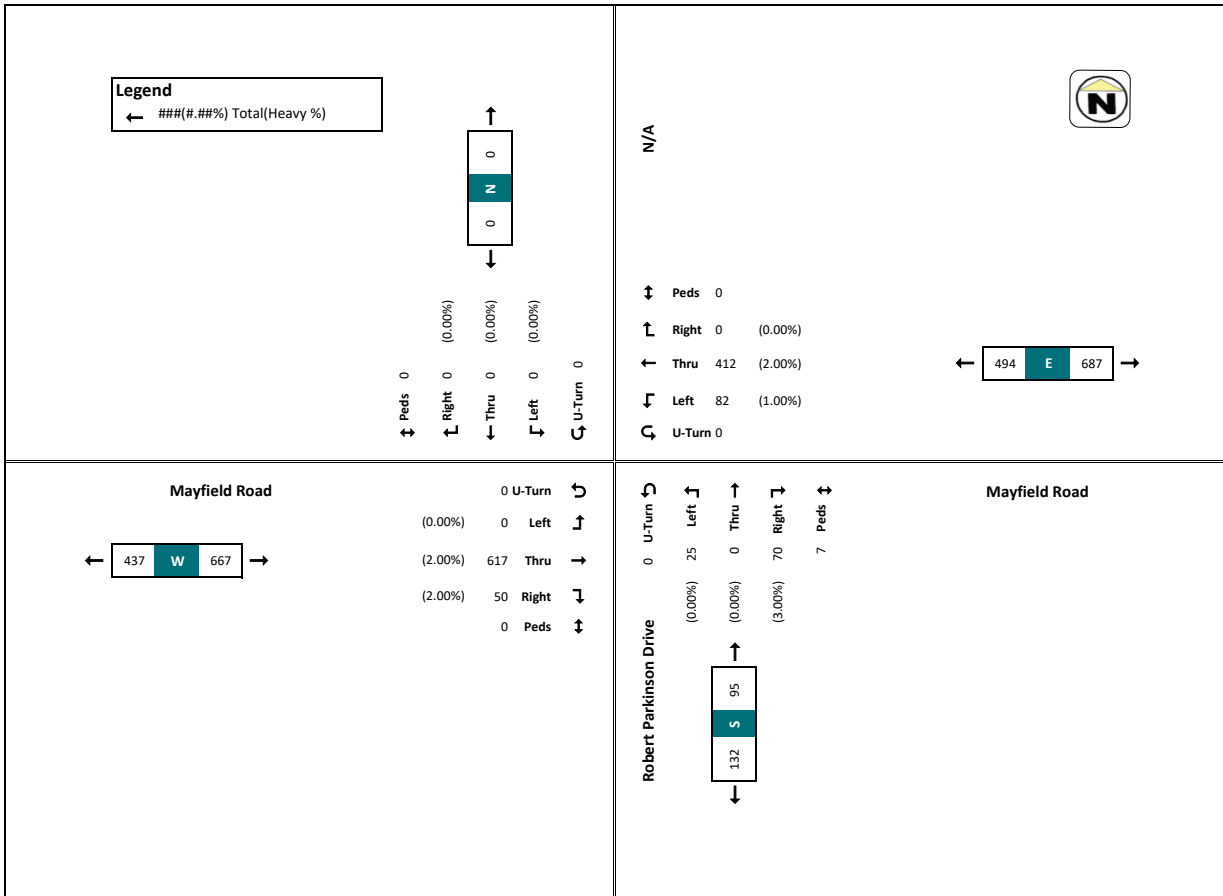 Legend
###(#.##%) Total(Heavy %)
0
N
0
(0.00%)
(0.00%)
(0.00%)
Peds 0
Right 0
Thru 0
Left 0
U-Turn 0
N/A
N
Peds 0
Right 0 (0.00%)
Thru 412 (2.00%)
Left 82 (1.00%)
U-Turn 0
494 E 687
Mayfield Road
437 W 667
0 U-Turn
(0.00%) 0 Left
(2.00%) 617 Thru
(2.00%) 50 Right
0 Peds
0 U-Turn
(0.00%) 25 Left
(0.00%) 0 Thru
(3.00%) 70 Right
7 Peds
Robert Parkinson Drive
132 S 95
Mayfield Road